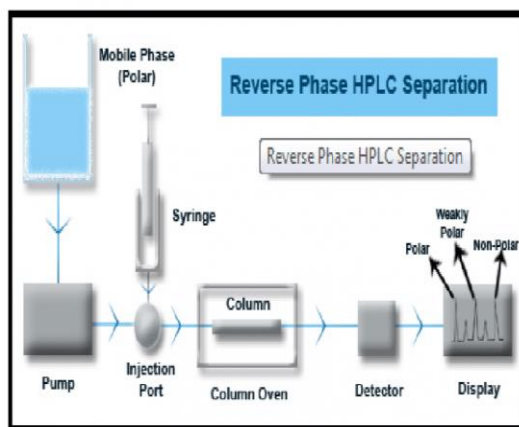 Mobile Phase
(Polar)
Reverse Phase HPLC Separation
Reverse Phase HPLC Separation
Syringe
Weakly
Polar
Polar
Non-Polar
Column
Pump
Injection
Port
Column Oven
Detector
Display